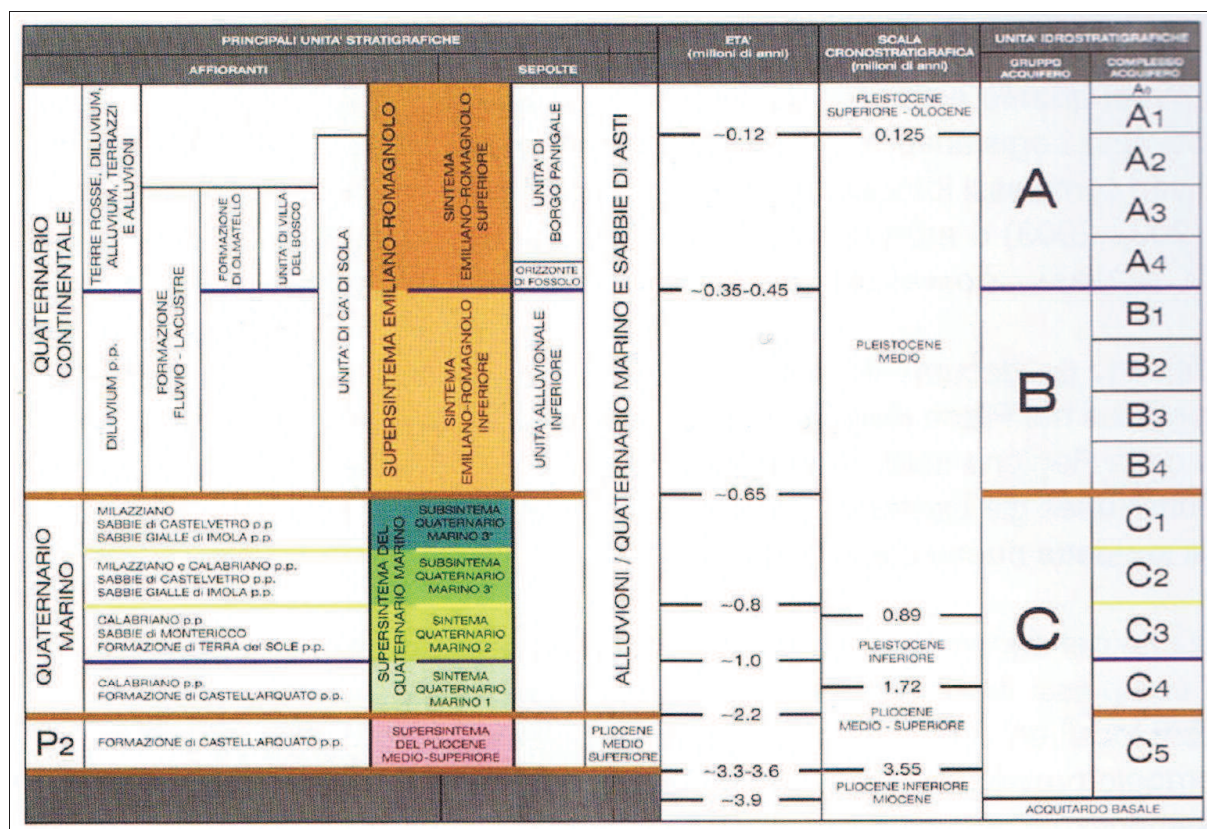 PRINCIPALI UNITA' STRATIGRAFICHE
AFFIORANTI
SEPOLTE
ETA'
(milioni di anni)
SCALA
CRONOSTRATIGRAFICA
(milioni di anni)
UNITA' IDROSTRATIGRAFICHE
GRUPPO
ACQUIFERO
COMPLESSO
ACQUIFERO
QUATERNARIO
CONTINENTALE
TERRE ROSSE, DILUVIUM,
ALLUVIUM, TERRAZZI
E ALLUVIONI
DILUVIUM p.p.
FORMAZIONE
FLUVIO - LACUSTRE
FORMAZIONE
DI OLMATELLO
UNITA' DI VILLA
DEL BOSCO
UNITA' DI CA' DI SOLA
SUPERSINTEMA EMILIANO-ROMAGNOLO
SINTEMA
EMILIANO-ROMAGNOLO
SUPERIORE
SINTEMA
EMILIANO-ROMAGNOLO
INFERIORE
UNITA' DI
BORGO PANIGALE
ORIZZONTE
DI FOSSOLO
UNITA' ALLUVIONALE
INFERIORE
ALLUVIONI / QUATERNARIO MARINO E SABBIE DI ASTI
QUATERNARIO
MARINO
MILAZZIANO
SABBIE di CASTELVETRO p.p
SABBIE GIALLE di IMOLA p.p.
MILAZZIANO e CALABRIANO p.p.
SABBIE di CASTELVETRO p.p.
SABBIE GIALLE di IMOLA p.p.
CALABRIANO p.p
SABBIE di MONTERICCO
FORMAZIONE di TERRA del SOLE p.p.
CALABRIANO p.p
FORMAZIONE di CASTELL'ARQUATO p.p.
SUPERSINTEMA DEL
QUATERNARIO MARINO
SUBSINTEMA
QUATERNARIO
MARINO 3"
SUBSINTEMA
QUATERNARIO
MARINO 3'
SINTEMA
QUATERNARIO
MARINO 2
SINTEMA
QUATERNARIO
MARINO 1
P2
FORMAZIONE di CASTELL'ARQUATO p.p.
SUPERSINTEMA
DEL PLIOCENE
MEDIO-SUPERIORE
PLIOCENE
MEDIO
SUPERIORE
~0.12
~0.35-0.45
~0.65
~0.8
~1.0
~2.2
~3.3-3.6
~3.9
PLEISTOCENE
SUPERIORE - OLOCENE
0.125
PLEISTOCENE
MEDIO
0.89
PLEISTOCENE
INFERIORE
1.72
PLIOCENE
MEDIO - SUPERIORE
3.55
PLIOCENE INFERIORE
MIOCENE
A
B
C
A0
A1
A2
A3
A4
B1
B2
B3
B4
C1
C2
C3
C4
C5
ACQUITARDO BASALE